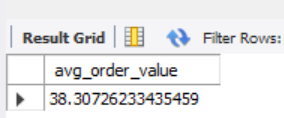 Result Grid Filter Rows:
avg_order_value
38.30726233435459